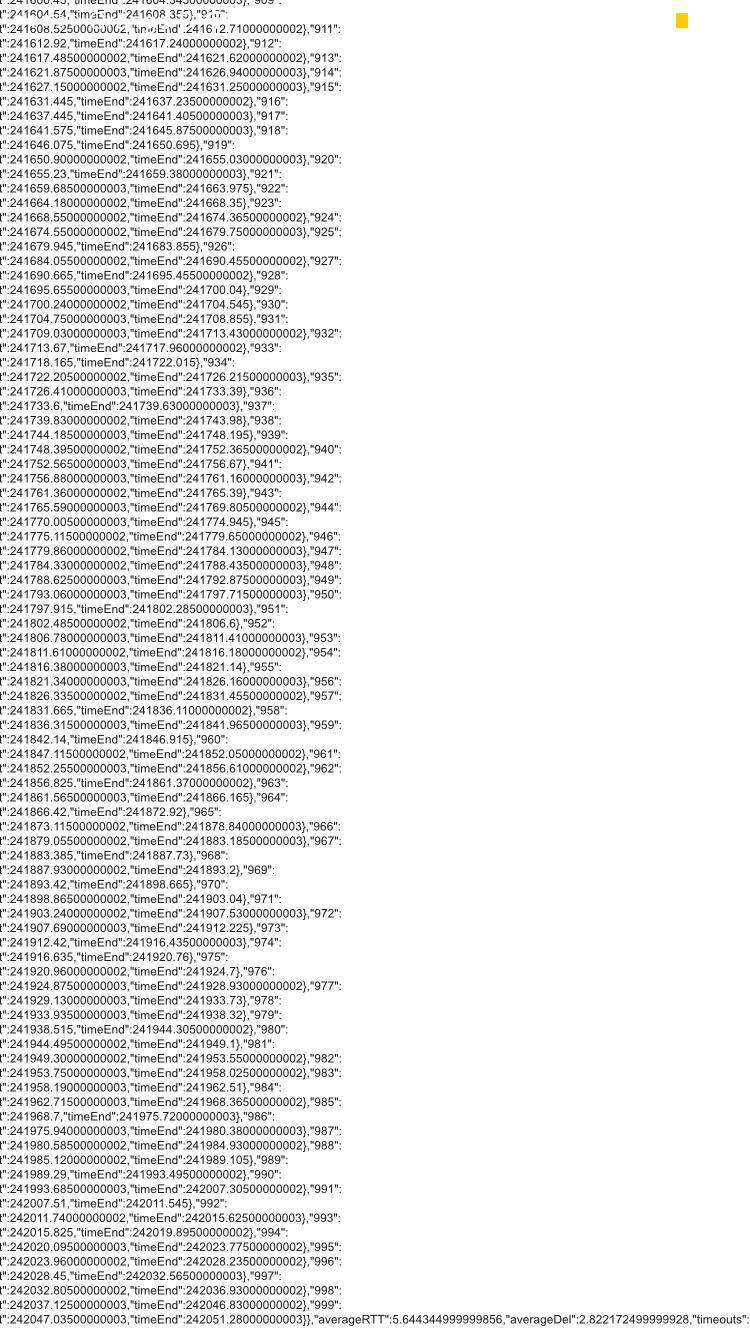 t":241604.54,"timeEnd":241608.355},"910":
t":241608.52500000002,"timeEnd":241612.71000000002},"911":
t":241612.92,"timeEnd":241617.24000000002},"912":
t":241617.48500000002,"timeEnd":241621.62000000002},"913":
t":241621.87500000003,"timeEnd":241626.94000000003},"914":
t":241627.15000000002,"timeEnd":241631.25000000003},"915":
t":241631.445,"timeEnd":241637.23500000002},"916":
t":241637.445,"timeEnd":241641.40500000003},"917":
t":241641.575,"timeEnd":241645.87500000003},"918":
t":241646.075,"timeEnd":241650.695},"919":
t":241650.90000000002,"timeEnd":241655.03000000003},"920":
t":241655.23,"timeEnd":241659.38000000003},"921":
t":241659.68500000003,"timeEnd":241663.975},"922":
t":241664.18000000002,"timeEnd":241668.35},"923":
t":241668.55000000002,"timeEnd":241674.36500000002},"924":
t":241674.55000000002,"timeEnd":241679.75000000003},"925":
t":241679.945,"timeEnd":241683.855},"926":
t":241684.05500000002,"timeEnd":241690.45500000002},"927":
t":241690.665,"timeEnd":241695.45500000002},"928":
t":241695.65500000003,"timeEnd":241700.04},"929":
t":241700.24000000002,"timeEnd":241704.545},"930":
t":241704.75000000003,"timeEnd":241708.855},"931":
t":241709.03000000003,"timeEnd":241713.43000000002},"932":
t":241713.67,"timeEnd":241717.96000000002},"933":
t":241718.165,"timeEnd":241722.015},"934":
t":241722.20500000002,"timeEnd":241726.21500000003},"935":
t":241726.41000000003,"timeEnd":241733.39},"936":
t":241733.6,"timeEnd":241739.63000000003},"937":
t":241739.83000000002,"timeEnd":241743.98},"938":
t":241744.18500000003,"timeEnd":241748.195},"939":
t":241748.39500000002,"timeEnd":241752.36500000002},"940":
t":241752.56500000003,"timeEnd":241756.67},"941":
t":241756.88000000003,"timeEnd":241761.16000000003},"942":
t":241761.36000000002,"timeEnd":241765.39},"943":
t":241765.59000000003,"timeEnd":241769.80500000002},"944":
t":241770.00500000003,"timeEnd":241774.945},"945":
t":241775.11500000002,"timeEnd":241779.65000000002},"946":
t":241779.86000000002,"timeEnd":241784.13000000003},"947":
t":241784.33000000002,"timeEnd":241788.43500000003},"948":
t":241788.62500000003,"timeEnd":241792.87500000003},"949":
t":241793.06000000003,"timeEnd":241797.71500000003},"950":
t":241797.915,"timeEnd":241802.28500000003},"951":
t":241802.48500000002,"timeEnd":241806.6},"952":
t":241806.78000000003,"timeEnd":241811.41000000003},"953":
t":241811.61000000002,"timeEnd":241816.18000000002},"954":
t":241816.38000000003,"timeEnd":241821.14},"955":
t":241821.34000000003,"timeEnd":241826.16000000003},"956":
t":241826.33500000002,"timeEnd":241831.45500000002},"957":
t":241831.665,"timeEnd":241836.11000000002},"958":
t":241836.31500000003,"timeEnd":241841.96500000003},"959":
t":241842.14,"timeEnd":241846.915},"960":
t":241847.11500000002,"timeEnd":241852.05000000002},"961":
t":241852.25500000003,"timeEnd":241856.61000000002},"962":
t":241856.825,"timeEnd":241861.37000000002},"963":
t":241861.56500000003,"timeEnd":241866.165},"964":
t":241866.42,"timeEnd":241872.92},"965":
t":241873.11500000002,"timeEnd":241878.84000000003},"966":
t":241879.05500000002,"timeEnd":241883.18500000003},"967":
t":241883.385,"timeEnd":241887.73},"968":
t":241887.93000000002,"timeEnd":241893.2},"969":
t":241893.42,"timeEnd":241898.665},"970":
t":241898.86500000002,"timeEnd":241903.04},"971":
t":241903.24000000002,"timeEnd":241907.53000000003},"972":
t":241907.69000000003,"timeEnd":241912.225},"973":
t":241912.42,"timeEnd":241916.43500000003},"974":
t":241916.635,"timeEnd":241920.76},"975":
t":241920.96000000002,"timeEnd":241924.7},"976":
t":241924.87500000003,"timeEnd":241928.93000000002},"977":
t":241929.13000000003,"timeEnd":241933.73},"978":
t":241933.93500000003,"timeEnd":241938.32},"979":
t":241938.515,"timeEnd":241944.30500000002},"980":
t":241944.49500000002,"timeEnd":241949.1},"981":
t":241949.30000000002,"timeEnd":241953.55000000002},"982":
t":241953.75000000003,"timeEnd":241958.02500000002},"983":
t":241958.19000000003,"timeEnd":241962.51},"984":
t":241962.71500000003,"timeEnd":241968.36500000002},"985":
t":241968.7,"timeEnd":241975.72000000003},"986":
t":241975.94000000003,"timeEnd":241980.38000000003},"987":
t":241980.58500000002,"timeEnd":241984.93000000002},"988":
t":241985.12000000002,"timeEnd":241989.105},"989":
t":241989.29,"timeEnd":241993.49500000002},"990":
t":241993.68500000003,"timeEnd":242007.30500000002},"991":
t":242007.51,"timeEnd":242011.545},"992":
t":242011.74000000002,"timeEnd":242015.62500000003},"993":
t":242015.825,"timeEnd":242019.89500000002},"994":
t":242020.09500000003,"timeEnd":242023.77500000002},"995":
t":242023.96000000002,"timeEnd":242028.23500000002},"996":
t":242028.45,"timeEnd":242032.56500000003},"997":
t":242032.80500000002,"timeEnd":242036.93000000002},"998":
t":242037.12500000003,"timeEnd":242046.83000000002},"999":
t":242047.03500000003,"timeEnd":242051.28000000003}},"averageRTT":5.644344999999856,"averageDel":2.822172499999928,"timeouts":